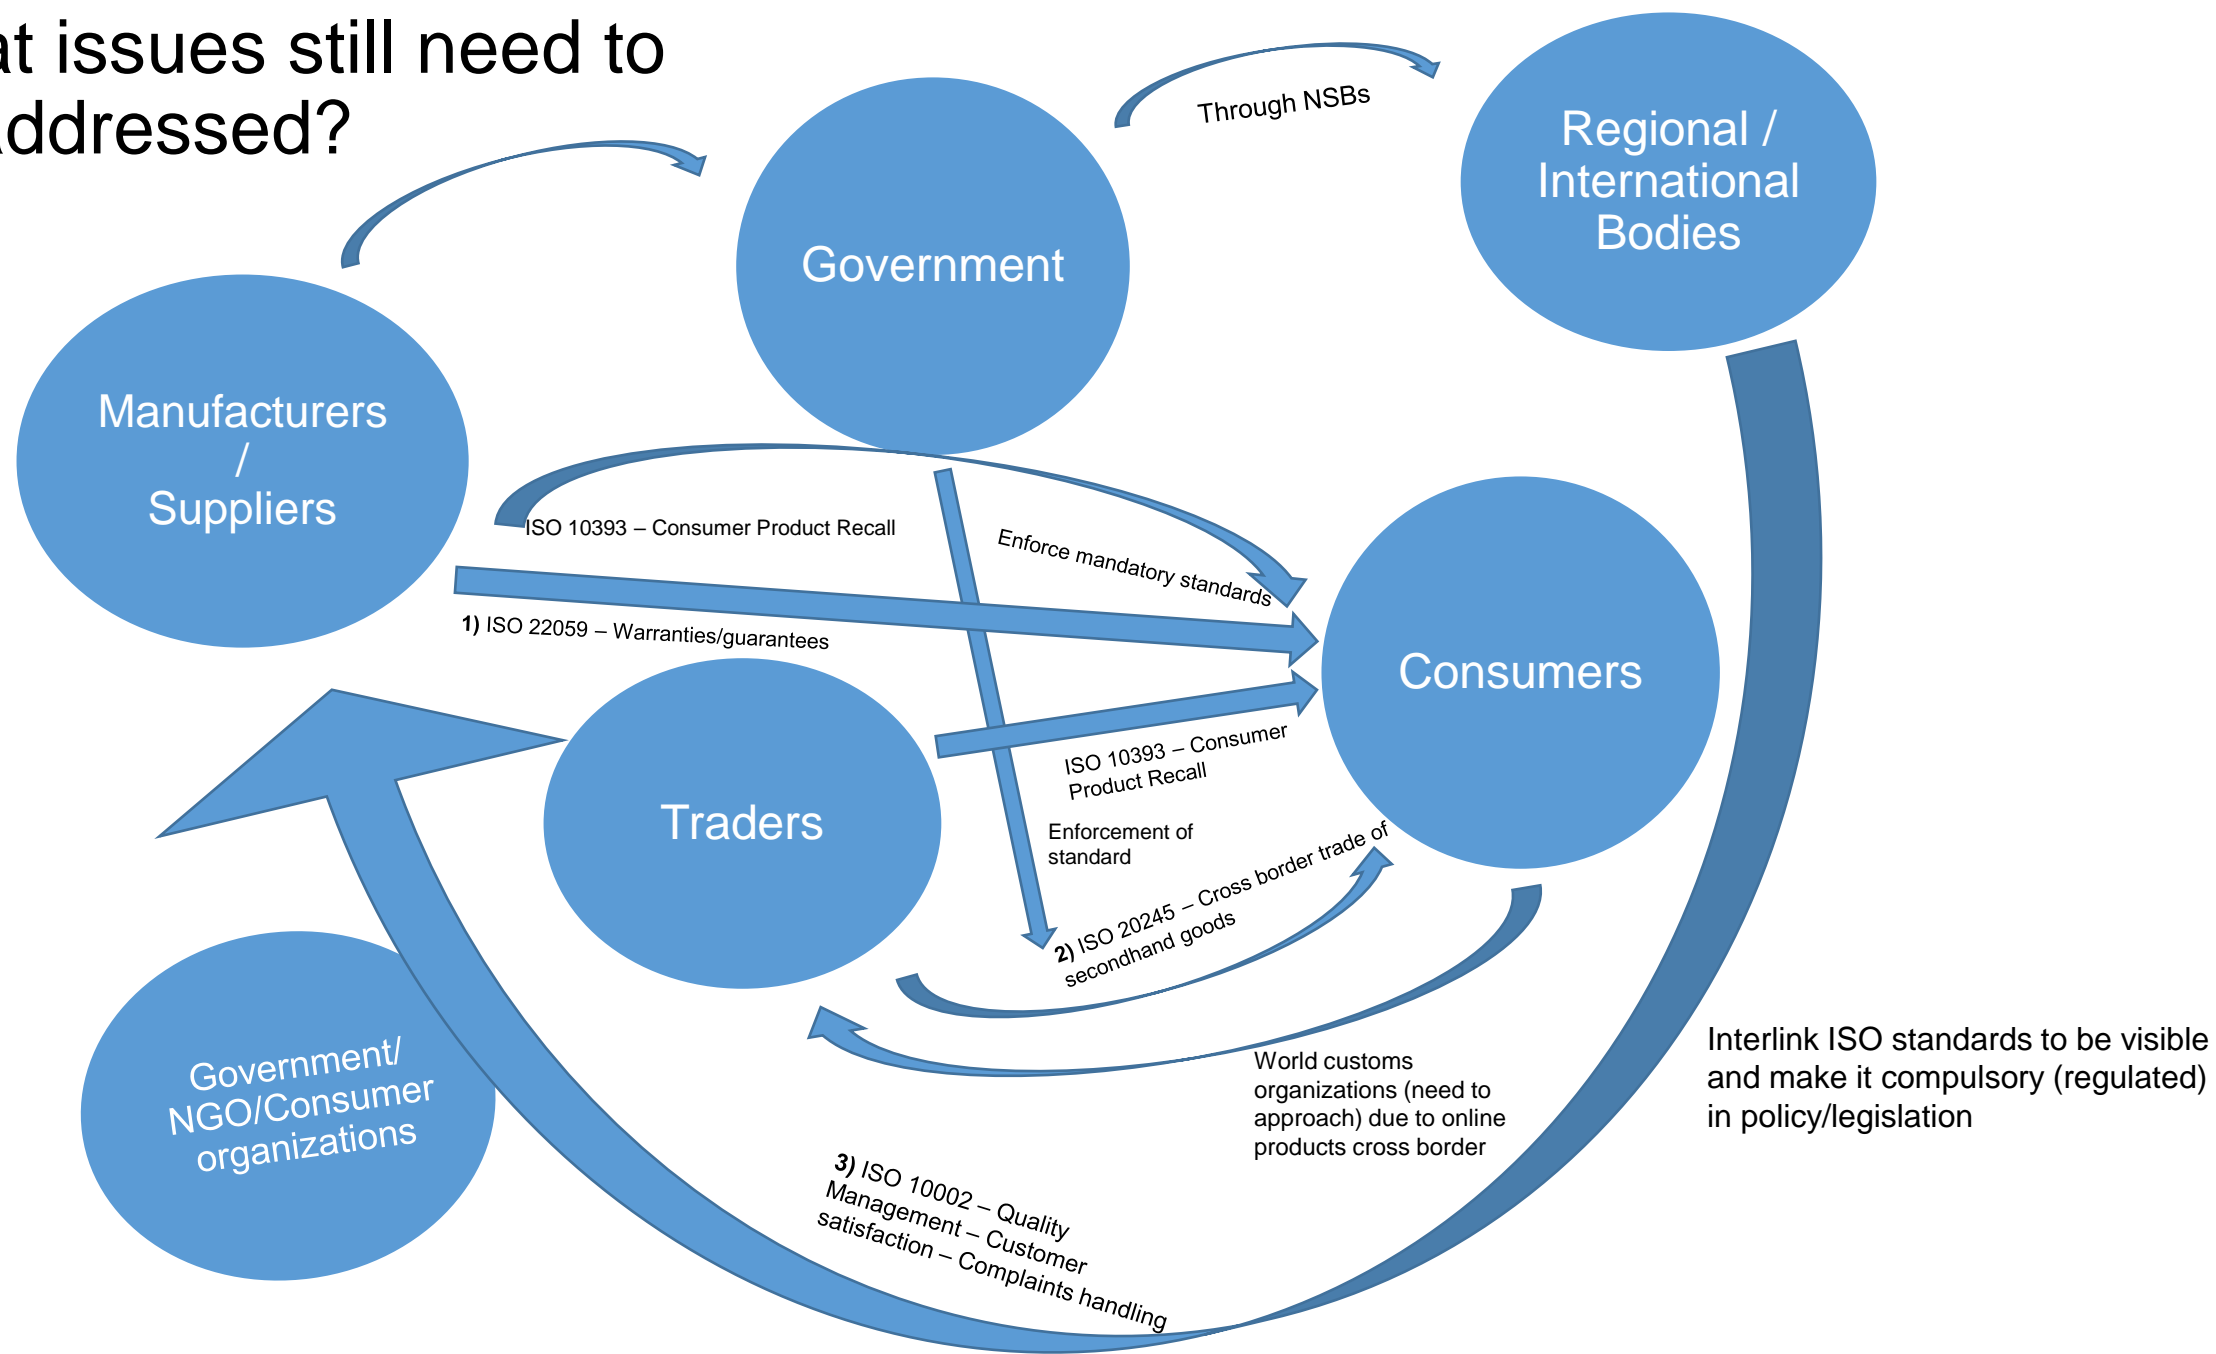 at issues still need to
ddressed?
Through NSBs
Regional /
International
Bodies
Government
Manufacturers
/
Suppliers
ISO 10393 – Consumer Product Recall
Enforce mandatory standards
1) ISO 22059 – Warranties/guarantees
Consumers
Traders
ISO 10393 – Consumer
Product Recall
Enforcement of
standard
2) ISO 20245 – Cross border trade of
secondhand goods
Government/
NGO/Consumer
organizations
World customs
organizations (need to
approach) due to online
products cross border
Interlink ISO standards to be visible
and make it compulsory (regulated)
in policy/legislation
3) ISO 10002 – Quality
Management – Customer
satisfaction – Complaints handling